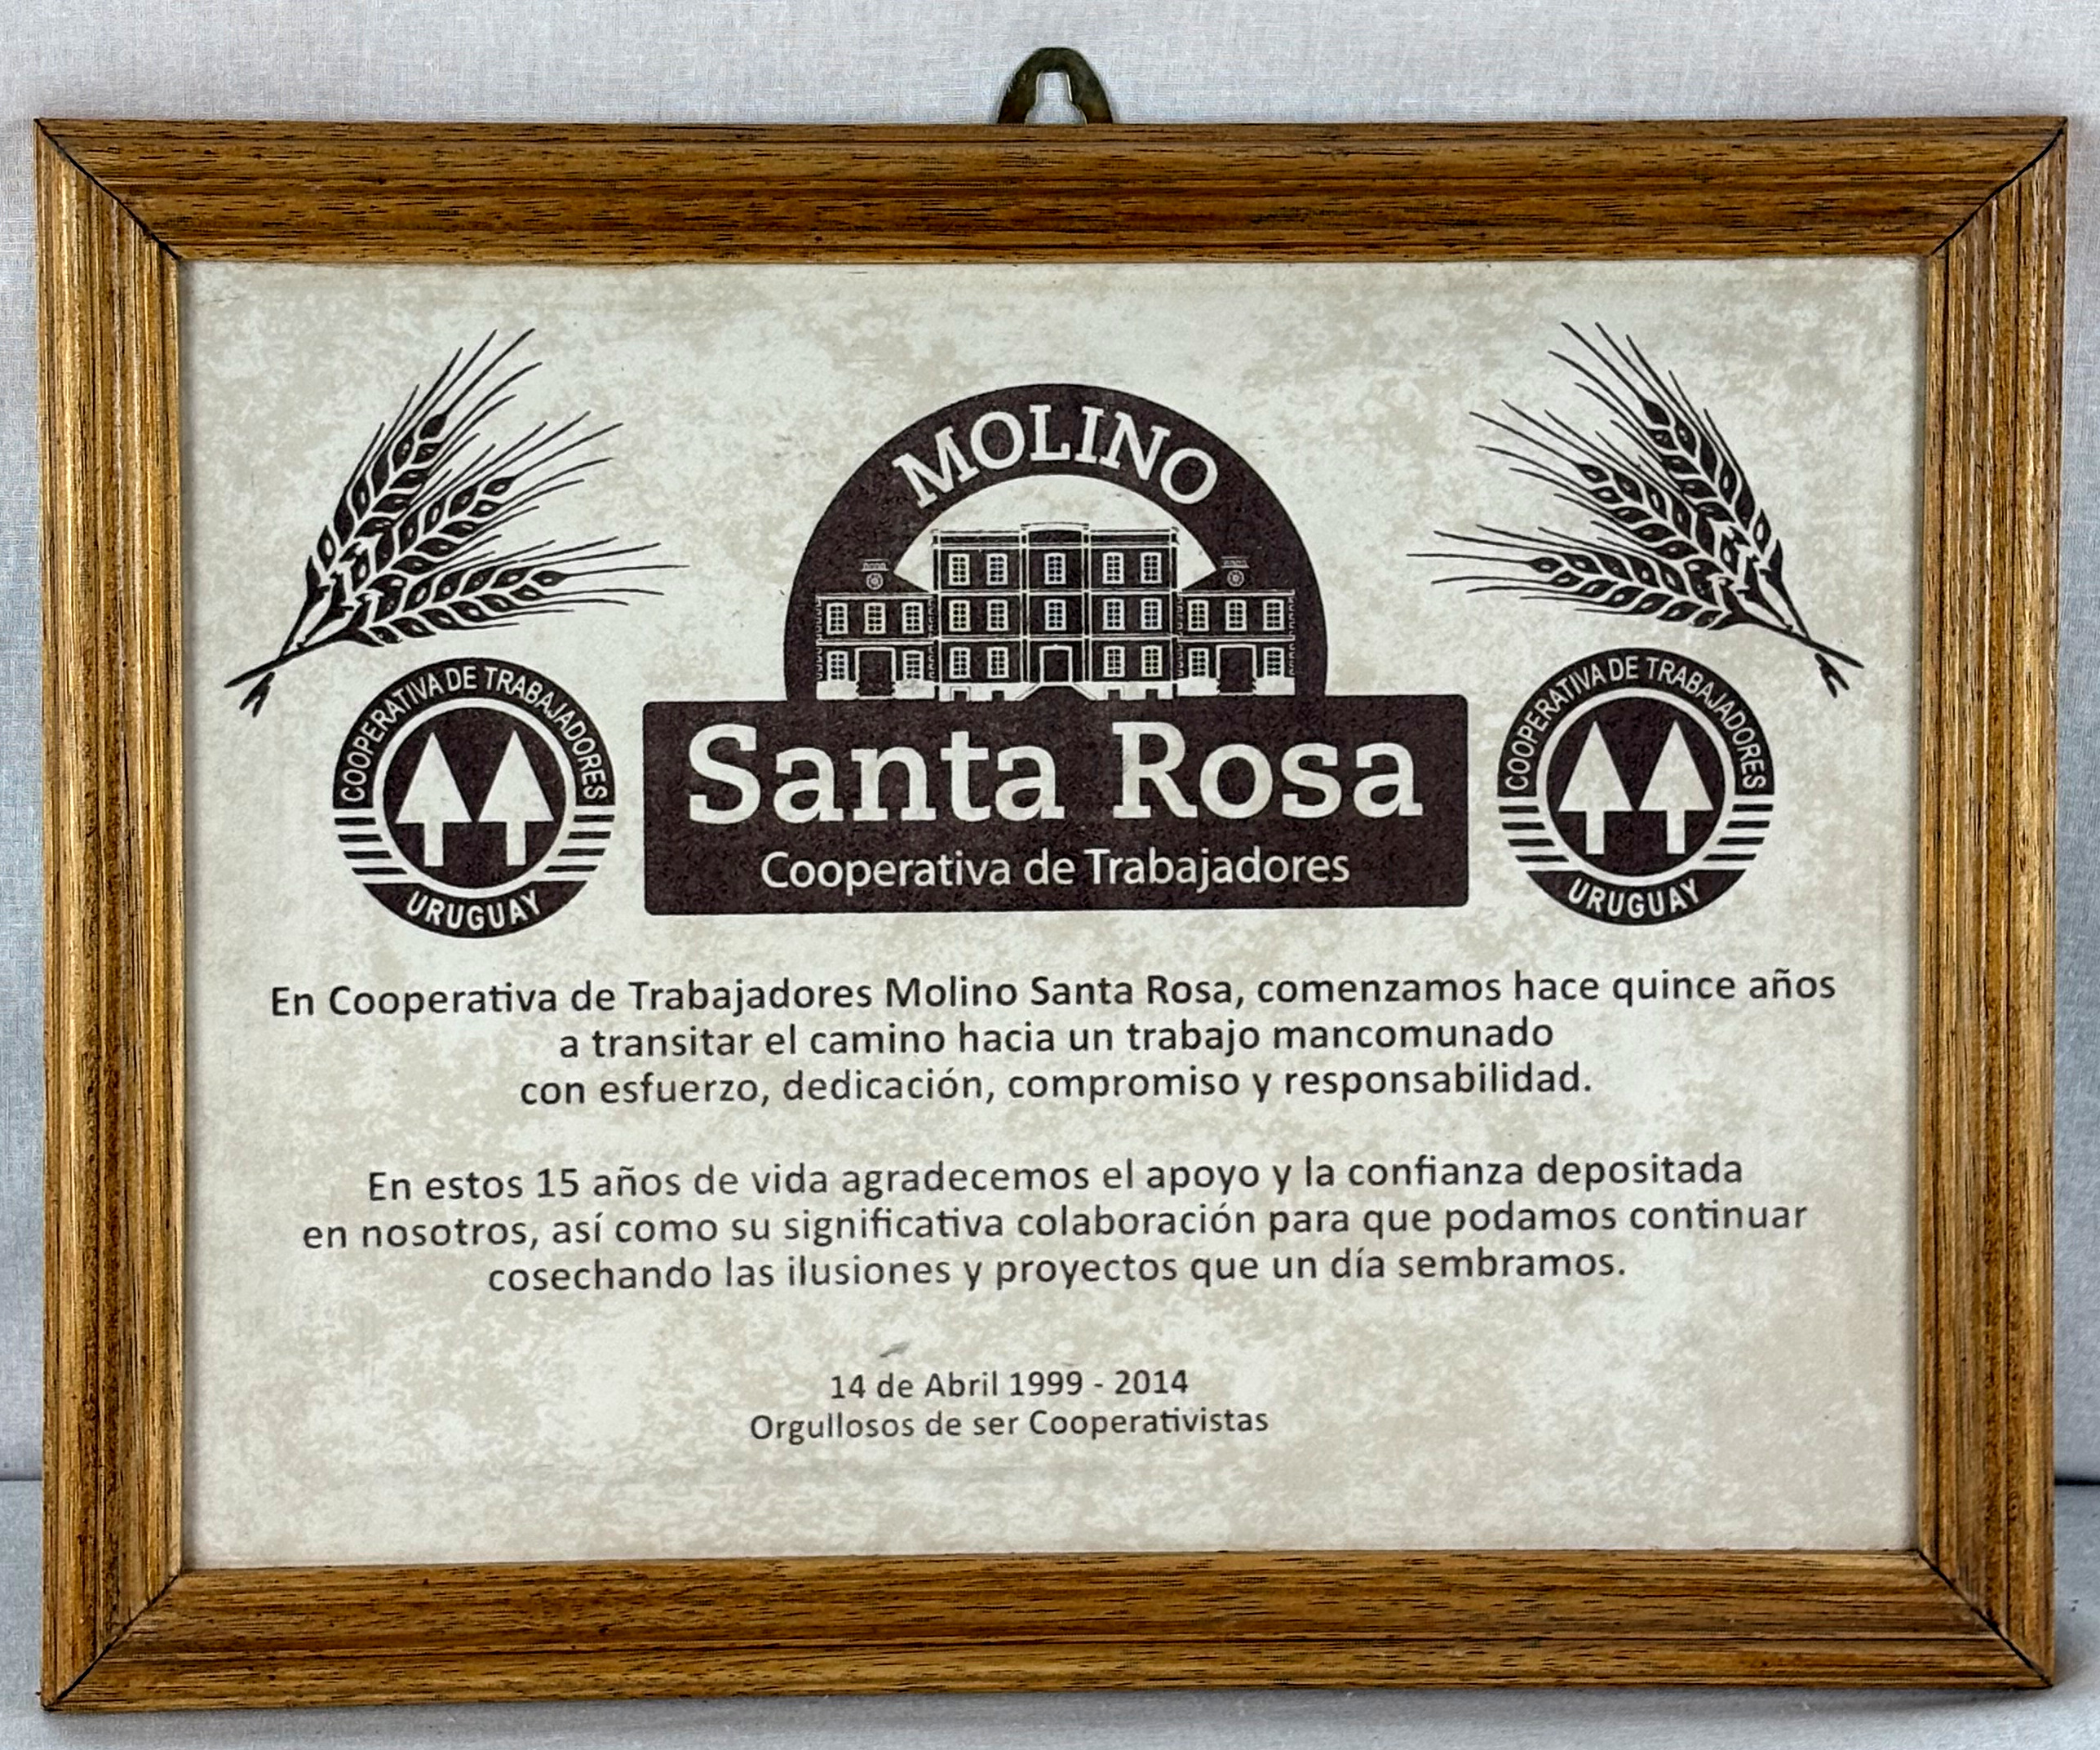 MOLINO
Santa Rosa
Cooperativa de Trabajadores
COOPERATIVA DE TRABAJADORES
URUGUAY
COOPERATIVA DE TRABAJADORES
URUGUAY
En Cooperativa de Trabajadores Molino Santa Rosa, comenzamos hace quince años
a transitar el camino hacia un trabajo mancomunado
con esfuerzo, dedicación, compromiso y responsabilidad.
En estos 15 años de vida agradecemos el apoyo y la confianza depositada
en nosotros, así como su significativa colaboración para que podamos continuar
cosechando las ilusiones y proyectos que un día sembramos.
14 de Abril 1999 - 2014
Orgullosos de ser Cooperativistas